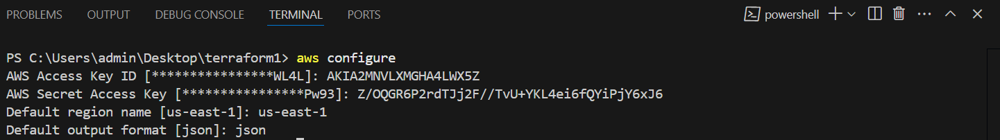 PROBLEMS OUTPUT DEBUG CONSOLE TERMINAL PORTS powershell
PS C:\Users\admin\Desktop\terraform1> aws configure
AWS Access Key ID [****************WL4L]: AKIA2MNVLXMGHA4LWX5Z
AWS Secret Access Key [****************Pw93]: 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
Default region name [us-east-1]: us-east-1
Default output format [json]: json